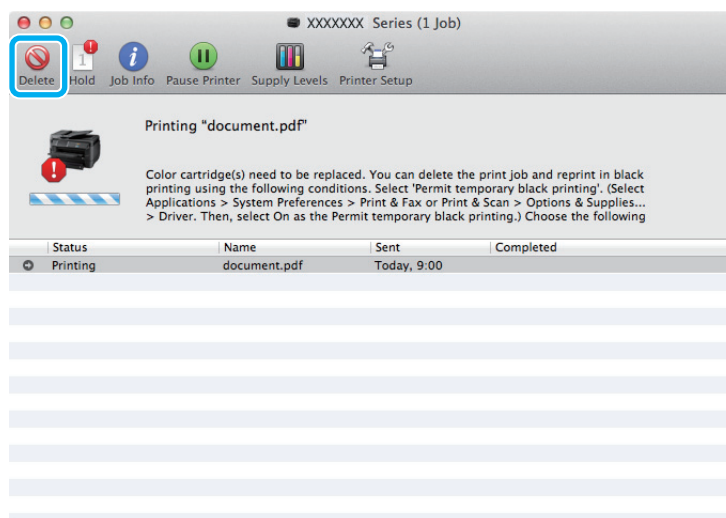 XXXXXXX Series (1 Job)
1
Delete Hold Job Info Pause Printer Supply Levels Printer Setup
Printing "document.pdf"
Color cartridge(s) need to be replaced. You can delete the print job and reprint in black
printing using the following conditions. Select 'Permit temporary black printing'. (Select
Applications > System Preferences > Print & Fax or Print & Scan > Options & Supplies...
> Driver. Then, select On as the Permit temporary black printing.) Choose the following
Status Name Sent Completed
Printing document.pdf Today, 9:00